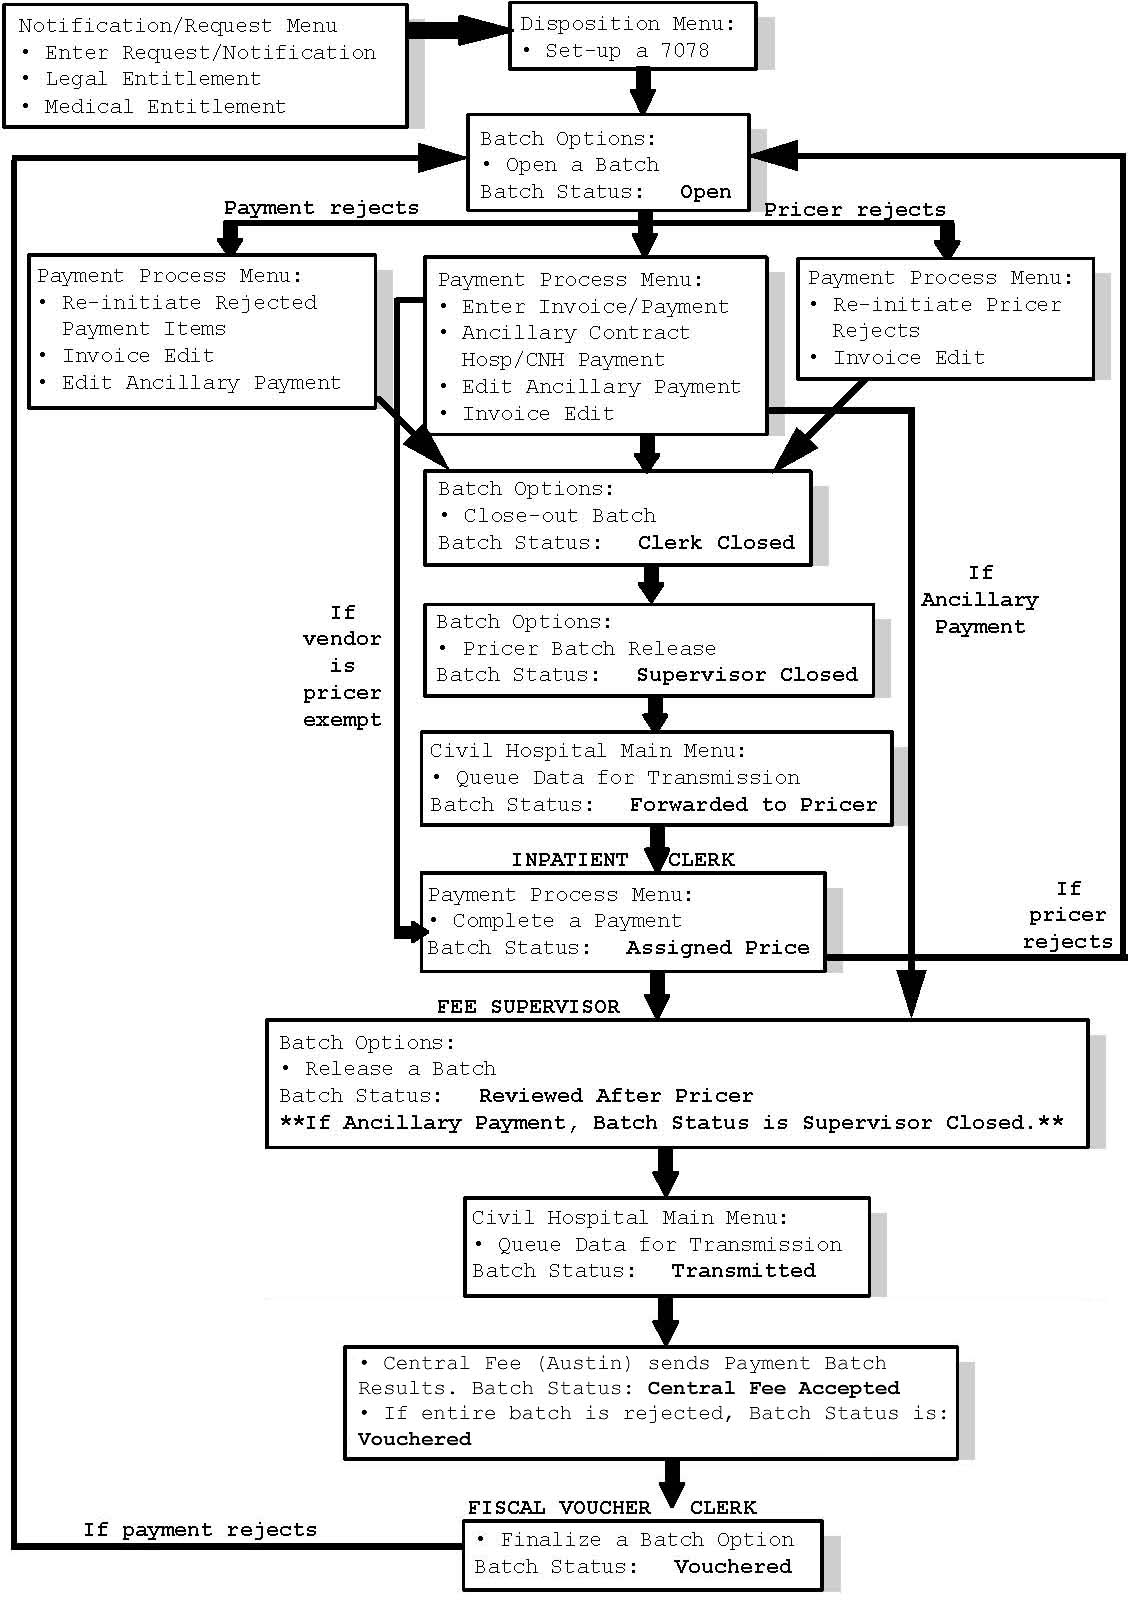 Notification/Request Menu
• Enter Request/Notification
• Legal Entitlement
• Medical Entitlement
Disposition Menu:
• Set-up a 7078
Batch Options:
• Open a Batch
Batch Status: Open
Payment rejects
Pricer rejects
Payment Process Menu:
• Re-initiate Rejected
Payment Items
• Invoice Edit
• Edit Ancillary Payment
Payment Process Menu:
• Enter Invoice/Payment
• Ancillary Contract
Hosp/CNH Payment
• Edit Ancillary Payment
• Invoice Edit
Payment Process Menu:
• Re-initiate Pricer
Rejects
• Invoice Edit
Batch Options:
• Close-out Batch
Batch Status: Clerk Closed
If
Ancillary
Payment
If
vendor
is
pricer
exempt
Batch Options:
• Pricer Batch Release
Batch Status: Supervisor Closed
Civil Hospital Main Menu:
• Queue Data for Transmission
Batch Status: Forwarded to Pricer
INPATIENT CLERK
Payment Process Menu:
• Complete a Payment
Batch Status: Assigned Price
If
pricer
rejects
FEE SUPERVISOR
Batch Options:
• Release a Batch
Batch Status: Reviewed After Pricer
**If Ancillary Payment, Batch Status is Supervisor Closed.**
Civil Hospital Main Menu:
• Queue Data for Transmission
Batch Status: Transmitted
• Central Fee (Austin) sends Payment Batch
Results. Batch Status: Central Fee Accepted
• If entire batch is rejected, Batch Status is:
Vouchered
FISCAL VOUCHER CLERK
If payment rejects
• Finalize a Batch Option
Batch Status: Vouchered